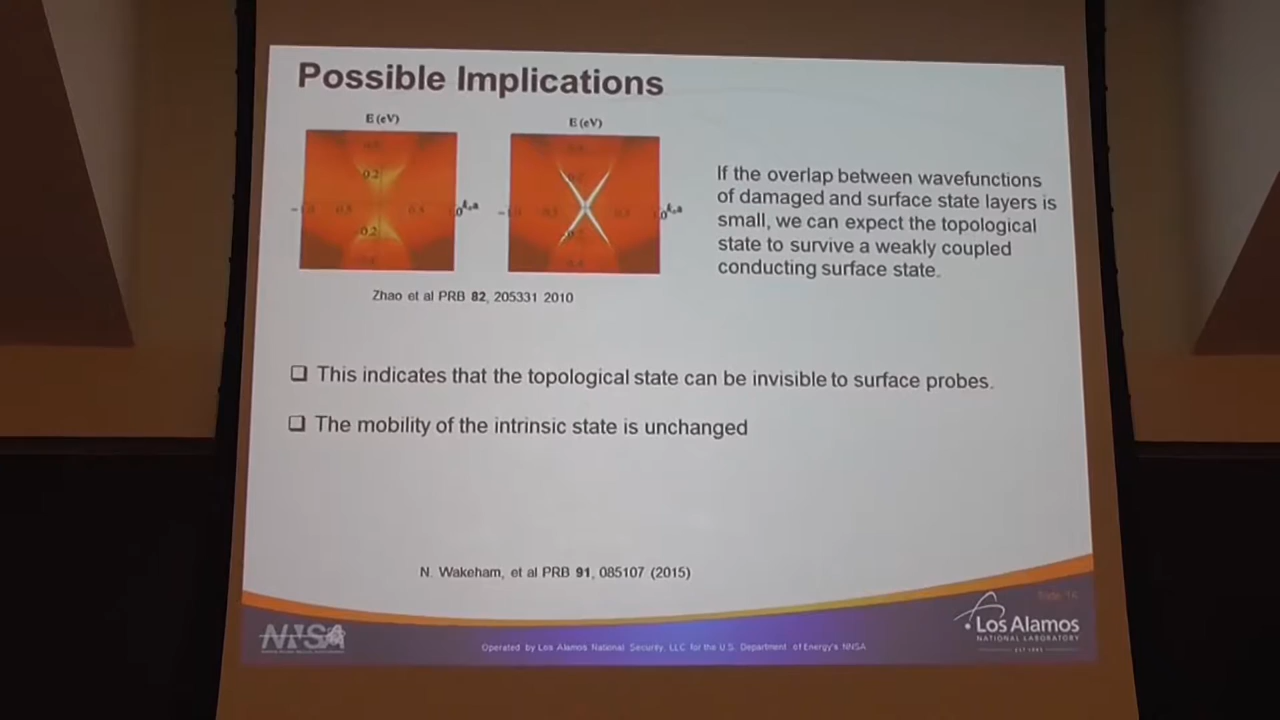 Possible Implications
E (eV)
E (eV)
0.2
0.2
Zhao et al PRB 82, 205331 2010
If the overlap between wavefunctions
of damaged and surface state layers is
small, we can expect the topological
state to survive a weakly coupled
conducting surface state.
❑ This indicates that the topological state can be invisible to surface probes.
❑ The mobility of the intrinsic state is unchanged
N. Wakeham, et al PRB 91, 085107 (2015)
NNSA
Operated by Los Alamos National Security, LLC for the U.S. Department of Energy's NNSA
Los Alamos
NATIONAL LABORATORY